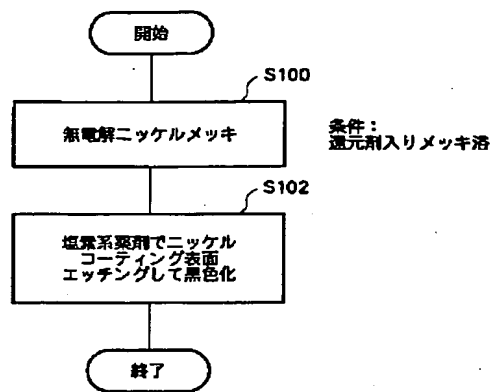 開始
S100
無電解ニッケルメッキ
条件：
還元剤入りメッキ浴
S102
塩素系薬剤でニッケル
コーティング表面
エッチングして黒色化
終了